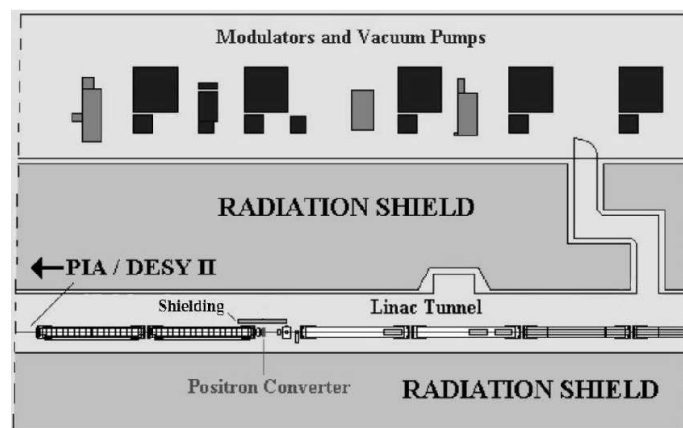 Modulators and Vacuum Pumps
RADIATION SHIELD
PIA / DESY II
Shielding
Linac Tunnel
Positron Converter
RADIATION SHIELD